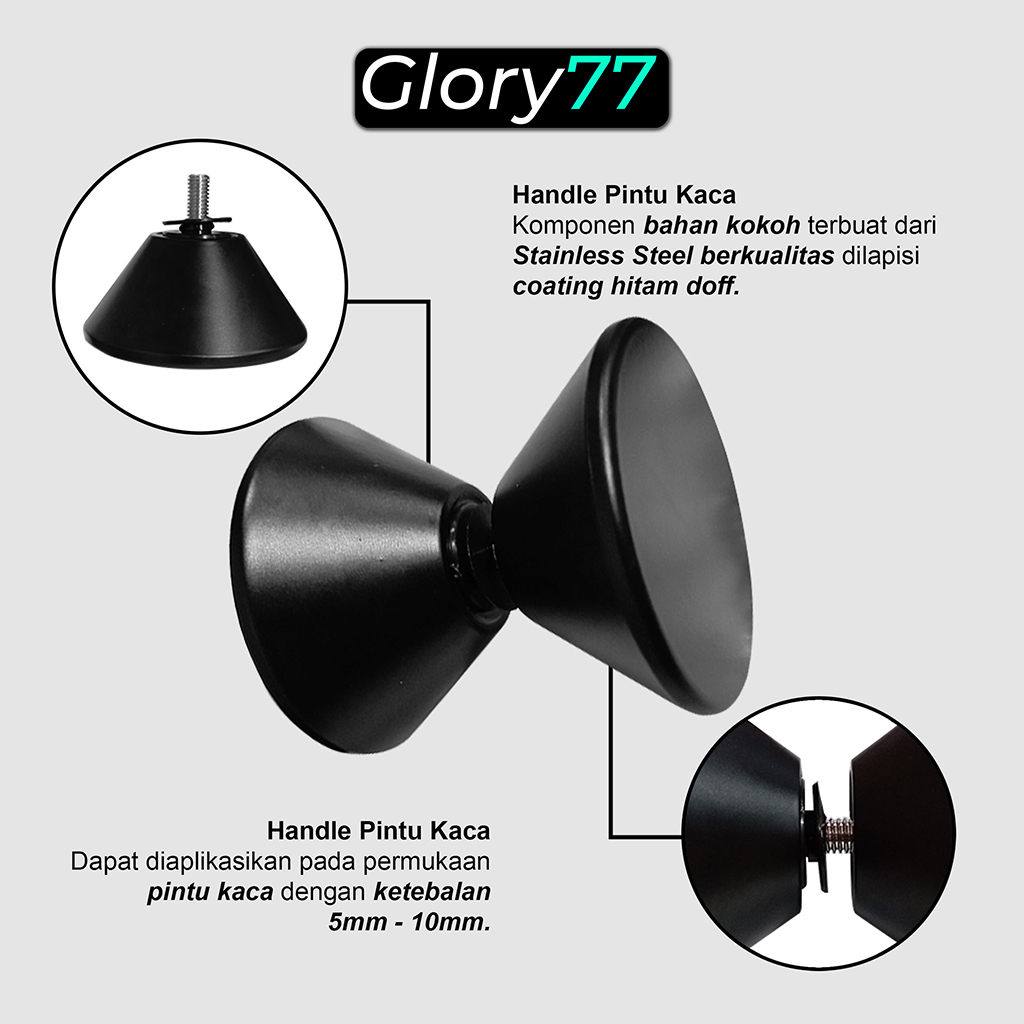 Glory77
Handle Pintu Kaca
Komponen bahan kokoh terbuat dari
Stainless Steel berkualitas dilapisi
coating hitam doff.
Handle Pintu Kaca
Dapat diaplikasikan pada permukaan
pintu kaca dengan ketebalan
5mm - 10mm.